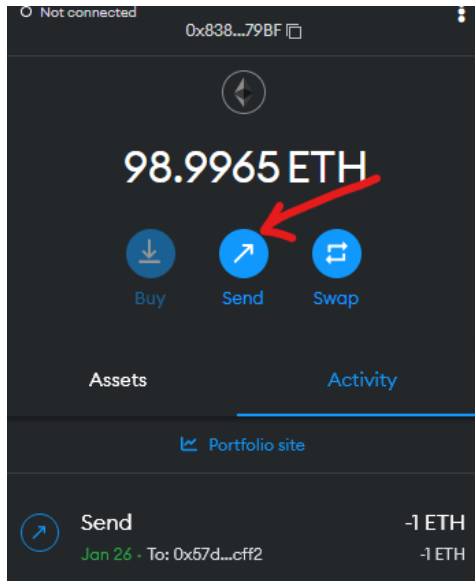 Not connected
0x838...79BF
98.9965 ETH
Buy Send Swap
Assets Activity
Portfolio site
Send -1 ETH
Jan 26 · To: 0x57d...cff2 -1 ETH